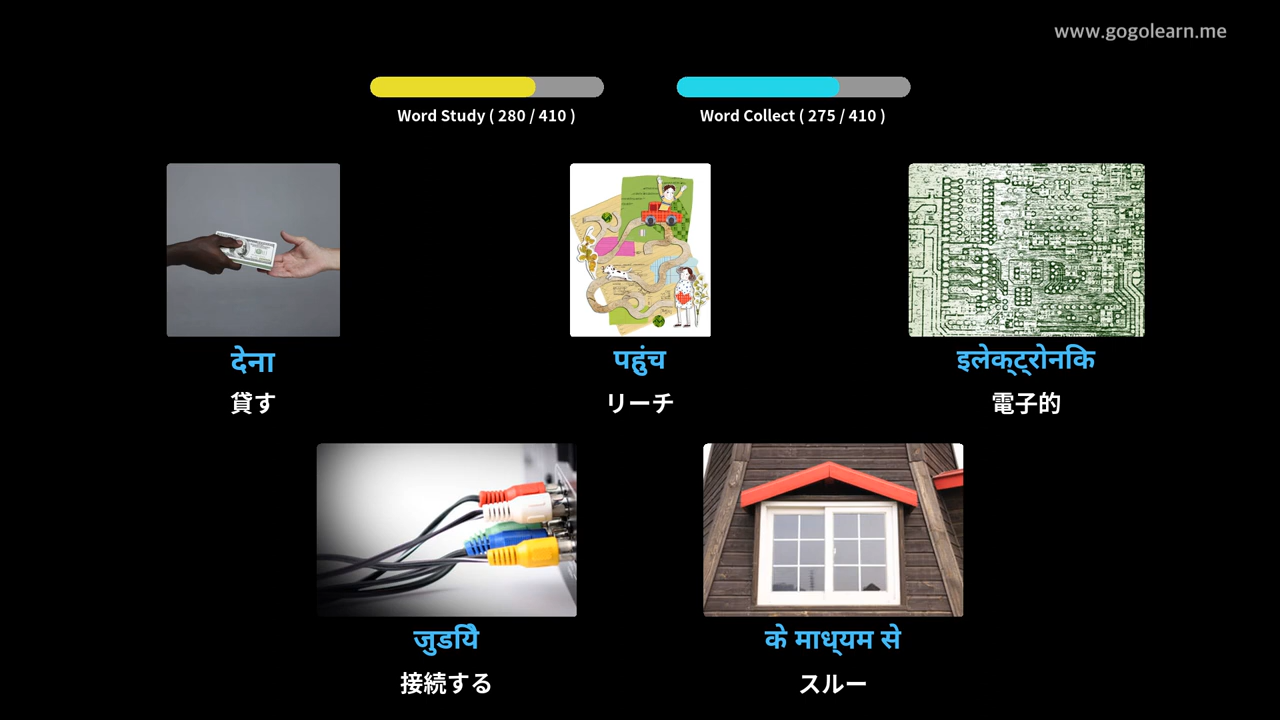 www.gogolearn.me
Word Study ( 280 / 410 )
Word Collect ( 275 / 410 )
देना
貸す
पहुंच
リーチ
इलेक्ट्रोनकि
電子的
जुडयिे
接続する
के माध्यम से
スルー